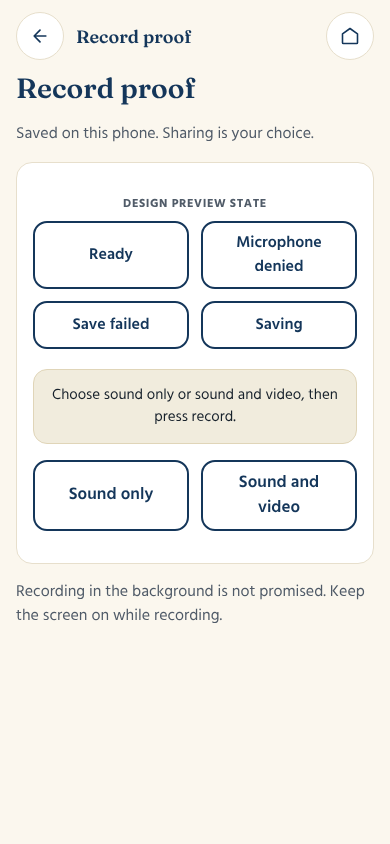 Record proof
Record proof
Saved on this phone. Sharing is your choice.
DESIGN PREVIEW STATE
Ready
Microphone
denied
Save failed
Saving
Choose sound only or sound and video, then
press record.
Sound only
Sound and
video
Recording in the background is not promised. Keep
the screen on while recording.